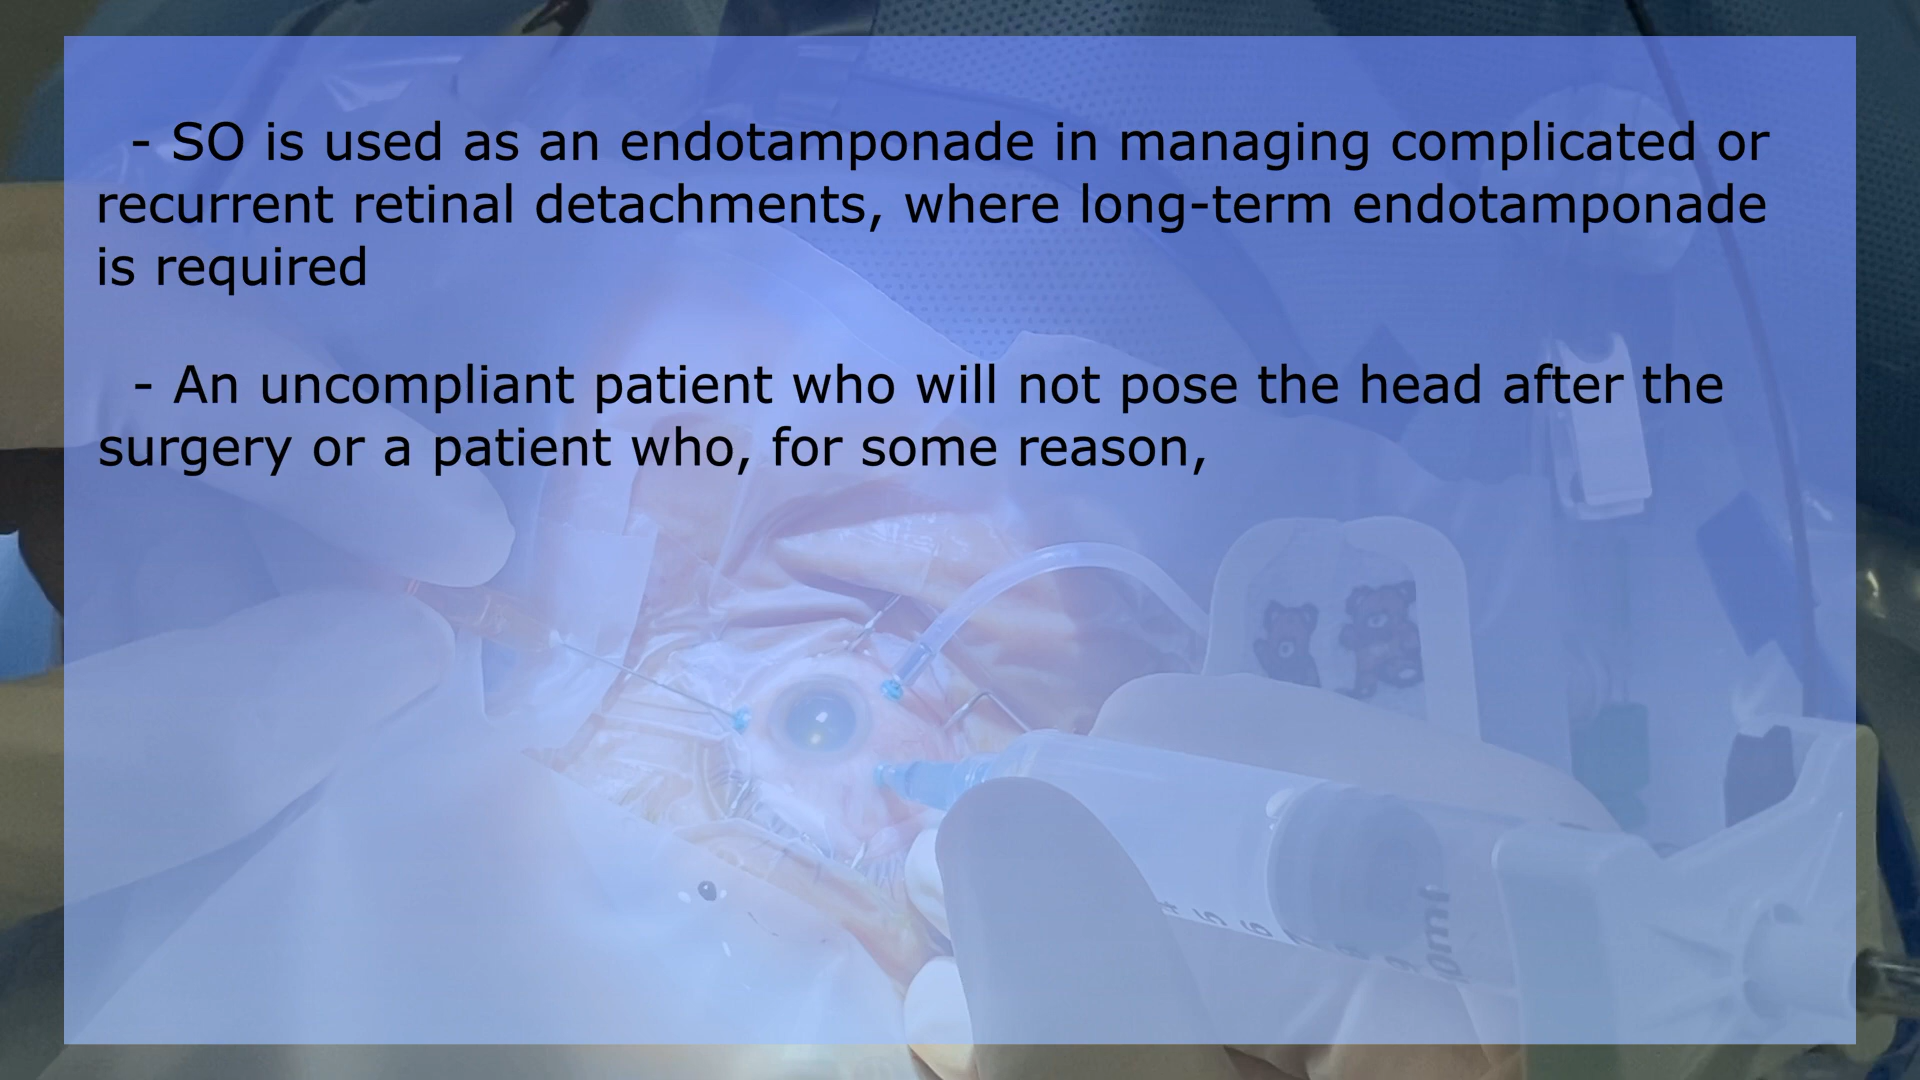 - SO is used as an endotamponade in managing complicated or
recurrent retinal detachments, where long-term endotamponade
is required
- An uncompliant patient who will not pose the head after the
surgery or a patient who, for some reason,